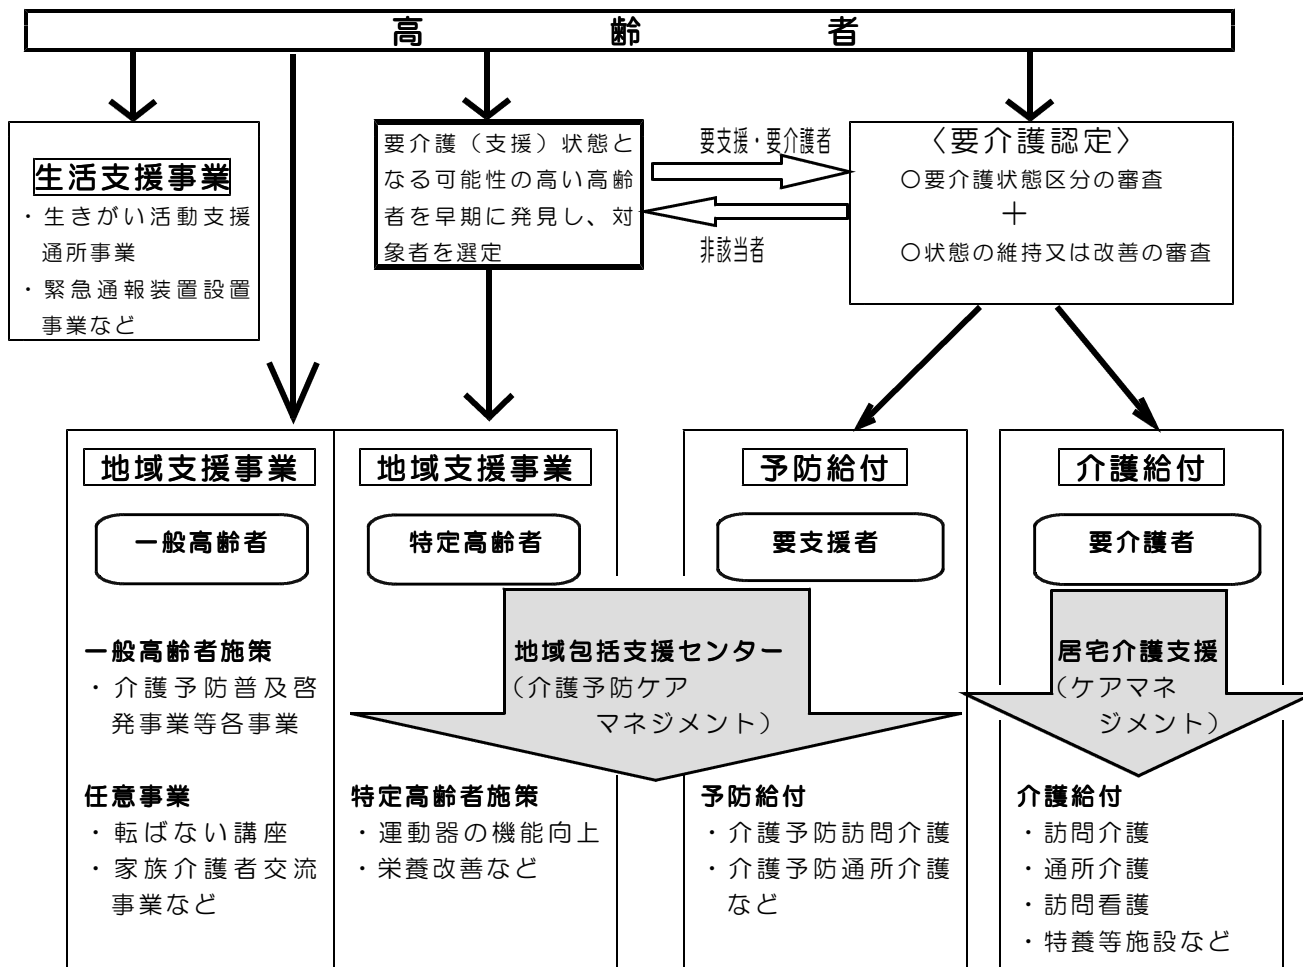 高齢者
生活支援事業
・生きがい活動支援
通所事業
・緊急通報装置設置
事業など
要介護（支援）状態と
なる可能性の高い高齢
者を早期に発見し、対
象者を選定
要支援・要介護者
非該当者
〈要介護認定〉
○要介護状態区分の審査
＋
○状態の維持又は改善の審査
地域支援事業
一般高齢者
一般高齢者施策
・介護予防普及啓
発事業等各事業
任意事業
・転ばない講座
・家族介護者交流
事業など
地域支援事業
特定高齢者
地域包括支援センター
（介護予防ケア
マネジメント）
特定高齢者施策
・運動器の機能向上
・栄養改善など
予防給付
要支援者
予防給付
・介護予防訪問介護
・介護予防通所介護
など
介護給付
要介護者
居宅介護支援
（ケアマネ
ジメント）
介護給付
・訪問介護
・通所介護
・訪問看護
・特養等施設など